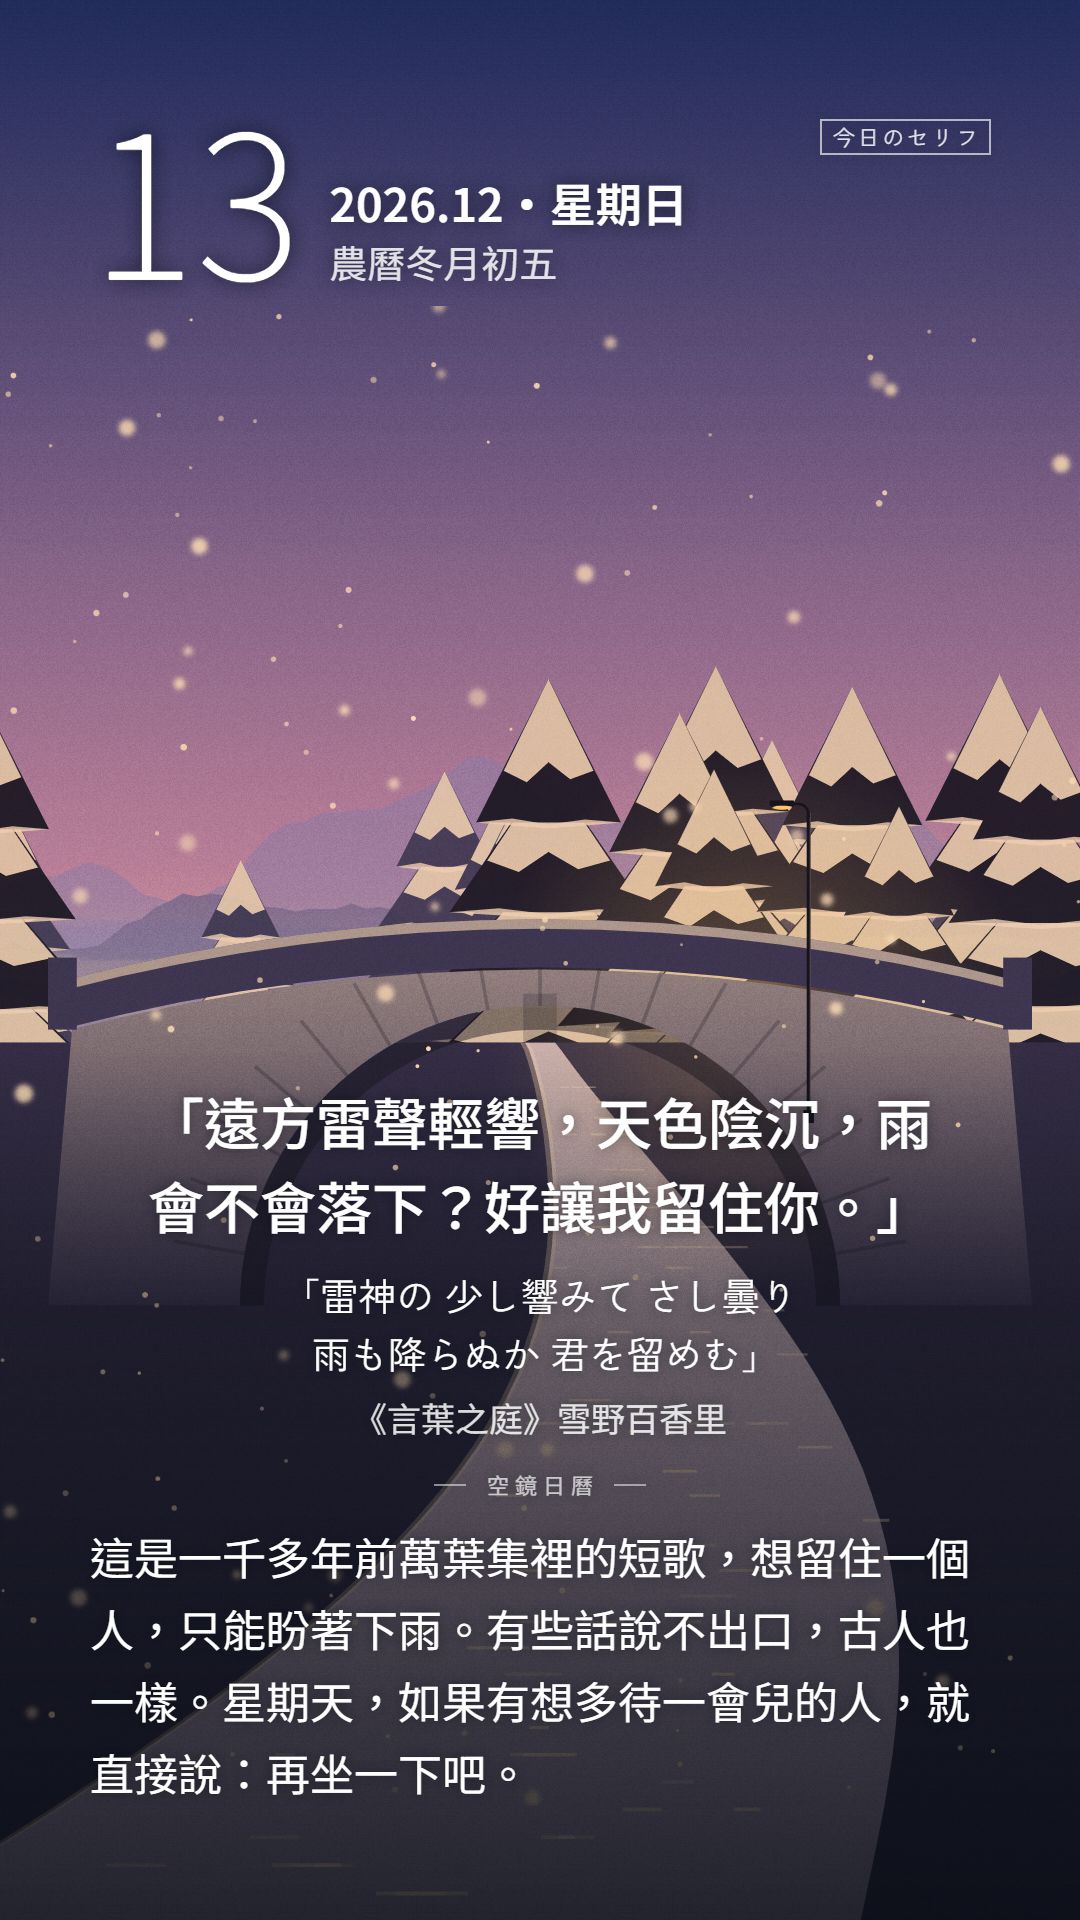 13
今日のセリフ
2026.12・星期日
農曆冬月初五
「遠方雷聲輕響，天色陰沉，雨
會不會落下？好讓我留住你。」
「雷神の 少し響みて さし曇り
雨も降らぬか 君を留めむ」
《言葉之庭》雪野百香里
空鏡日曆
這是一千多年前萬葉集裡的短歌，想留住一個
人，只能盼著下雨。有些話說不出口，古人也
一樣。星期天，如果有想多待一會兒的人，就
直接說：再坐一下吧。